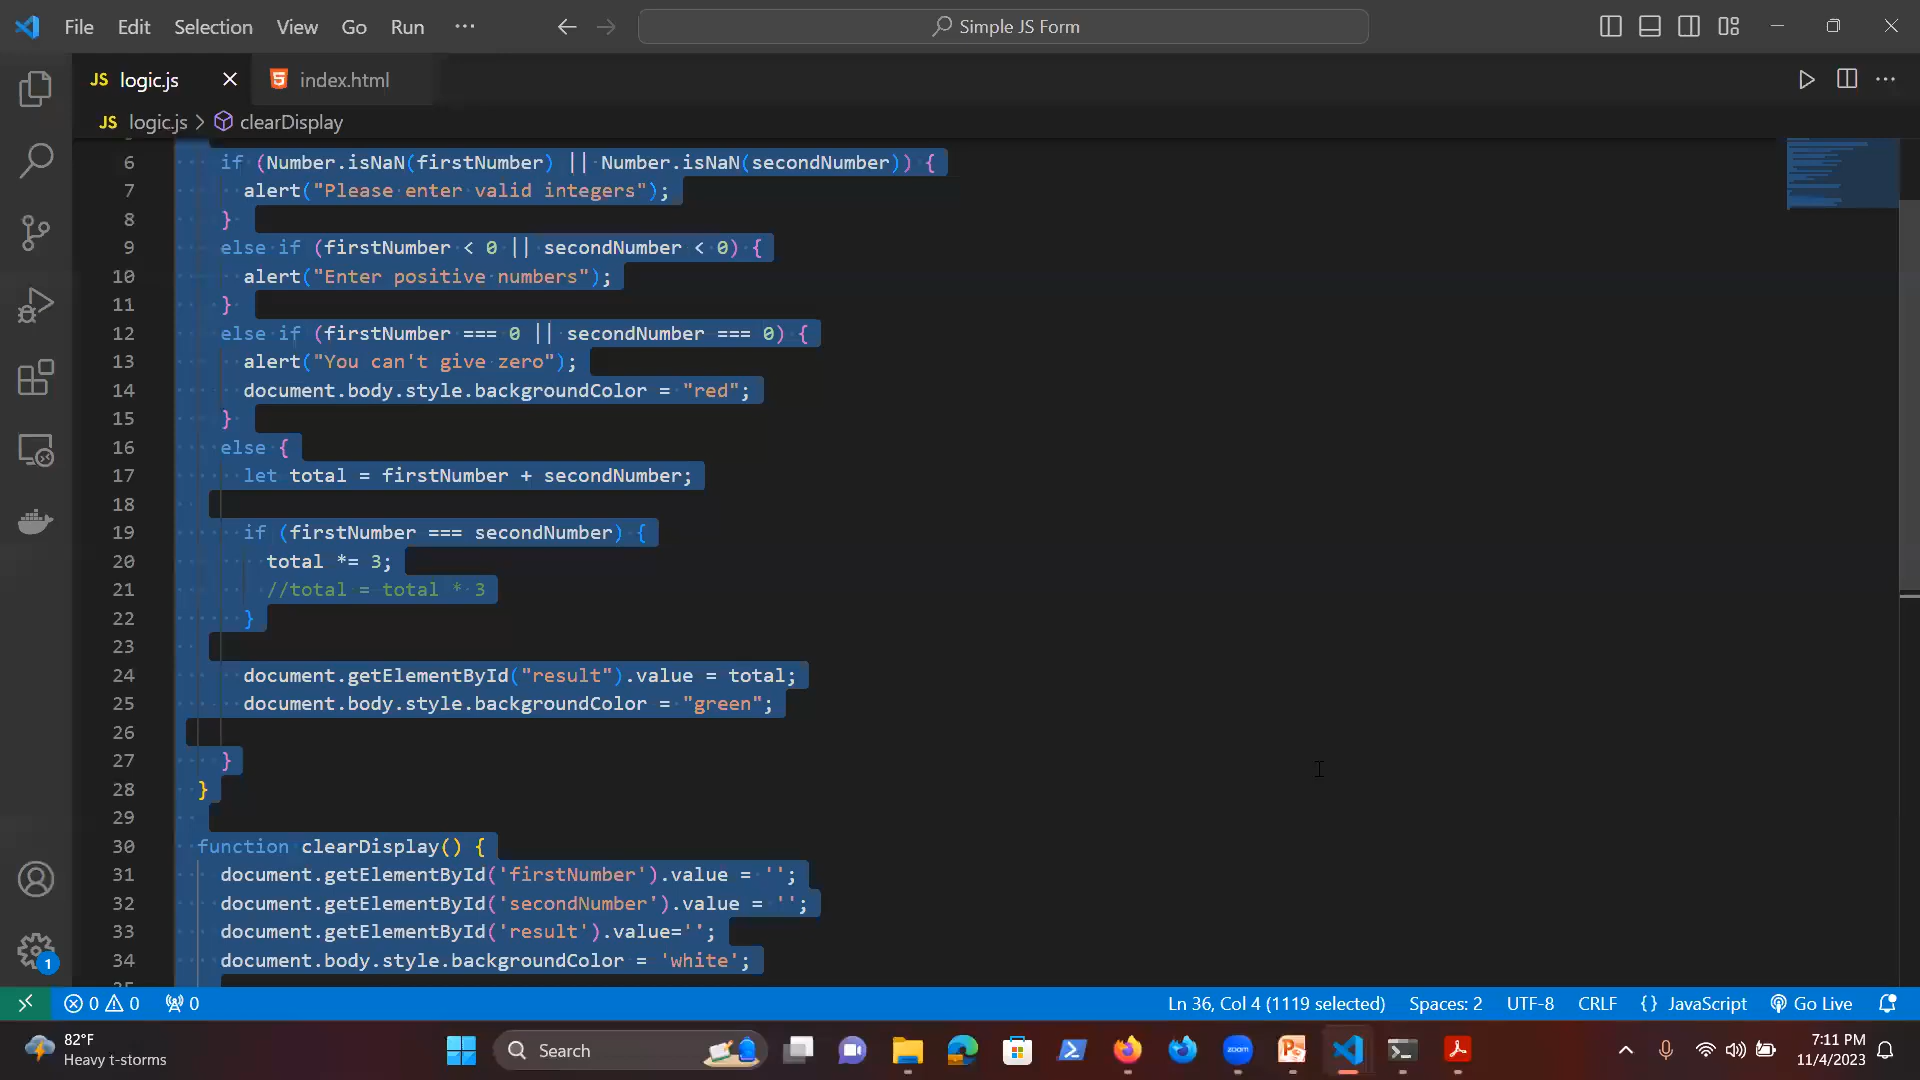 File Edit Selection View Go Run ···
Simple JS Form
JS logic.js
index.html
JS logic.js > clearDisplay
6 if (Number.isNaN(firstNumber) || Number.isNaN(secondNumber)) {
7 alert("Please enter valid integers");
8 }
9 else if (firstNumber < 0 || secondNumber < 0) {
10 alert("Enter positive numbers");
11 }
12 else if (firstNumber === 0 || secondNumber === 0) {
13 alert("You can't give zero");
14 document.body.style.backgroundColor = "red";
15 }
16 else {
17 let total = firstNumber + secondNumber;
18
19 if (firstNumber === secondNumber) {
20 total *= 3;
21 //total = total * 3
22 }
23
24 document.getElementById("result").value = total;
25 document.body.style.backgroundColor = "green";
26
27 }
28 }
29
30 function clearDisplay() {
31 document.getElementById('firstNumber').value = '';
32 document.getElementById('secondNumber').value = '';
33 document.getElementById('result').value='';
34 document.body.style.backgroundColor = 'white';
1
0 0 0 Ln 36, Col 4 (1119 selected) Spaces: 2 UTF-8 CRLF {} JavaScript Go Live
82°F
Heavy t-storms
Search
zoom
7:11 PM
11/4/2023